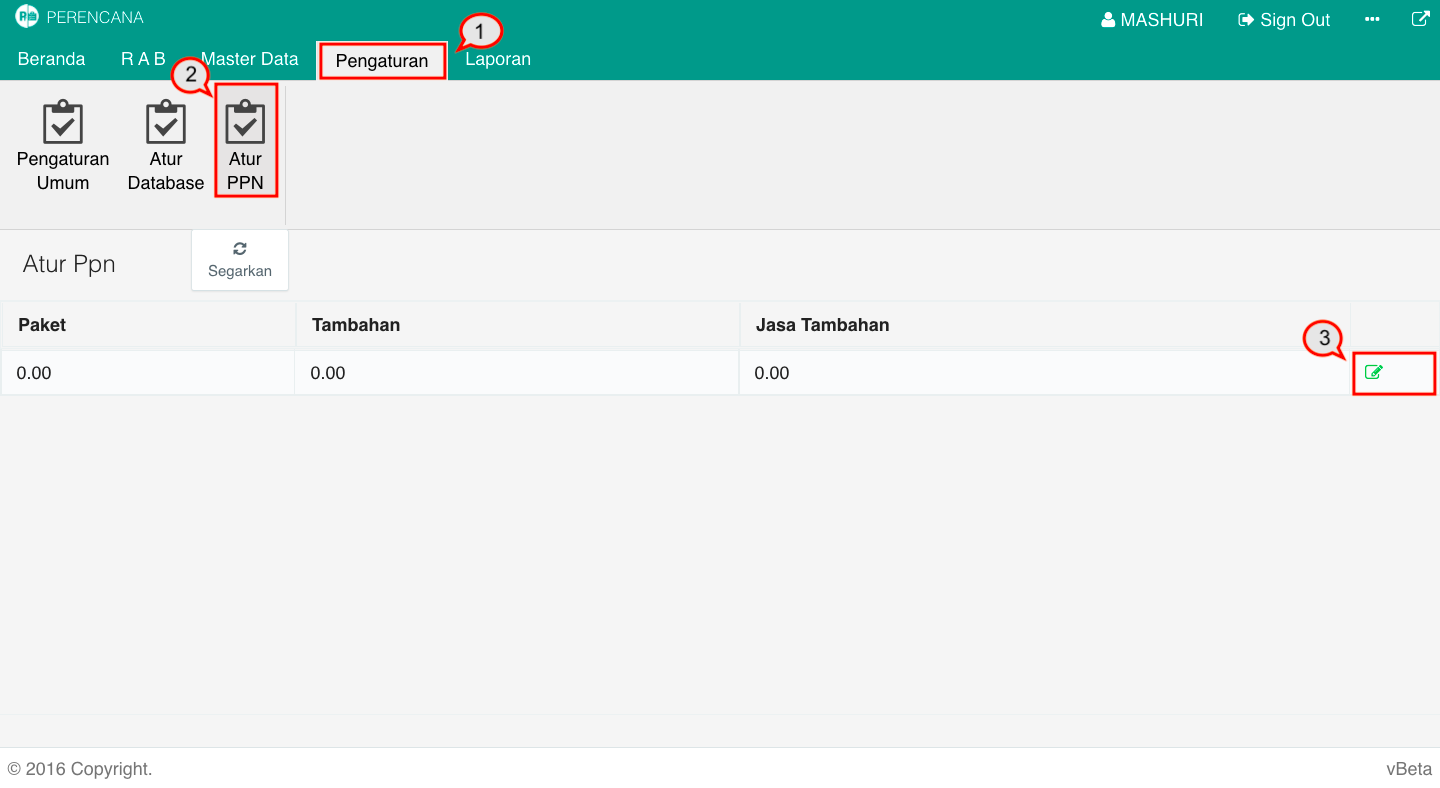 PERENCANA
MASHURI
Sign Out
Beranda
R A B
Master Data
Pengaturan
Laporan
1
2
Pengaturan
Umum
Atur
Database
Atur
PPN
Atur Ppn
Segarkan
Paket
Tambahan
Jasa Tambahan
3
0.00
0.00
0.00
© 2016 Copyright.
vBeta